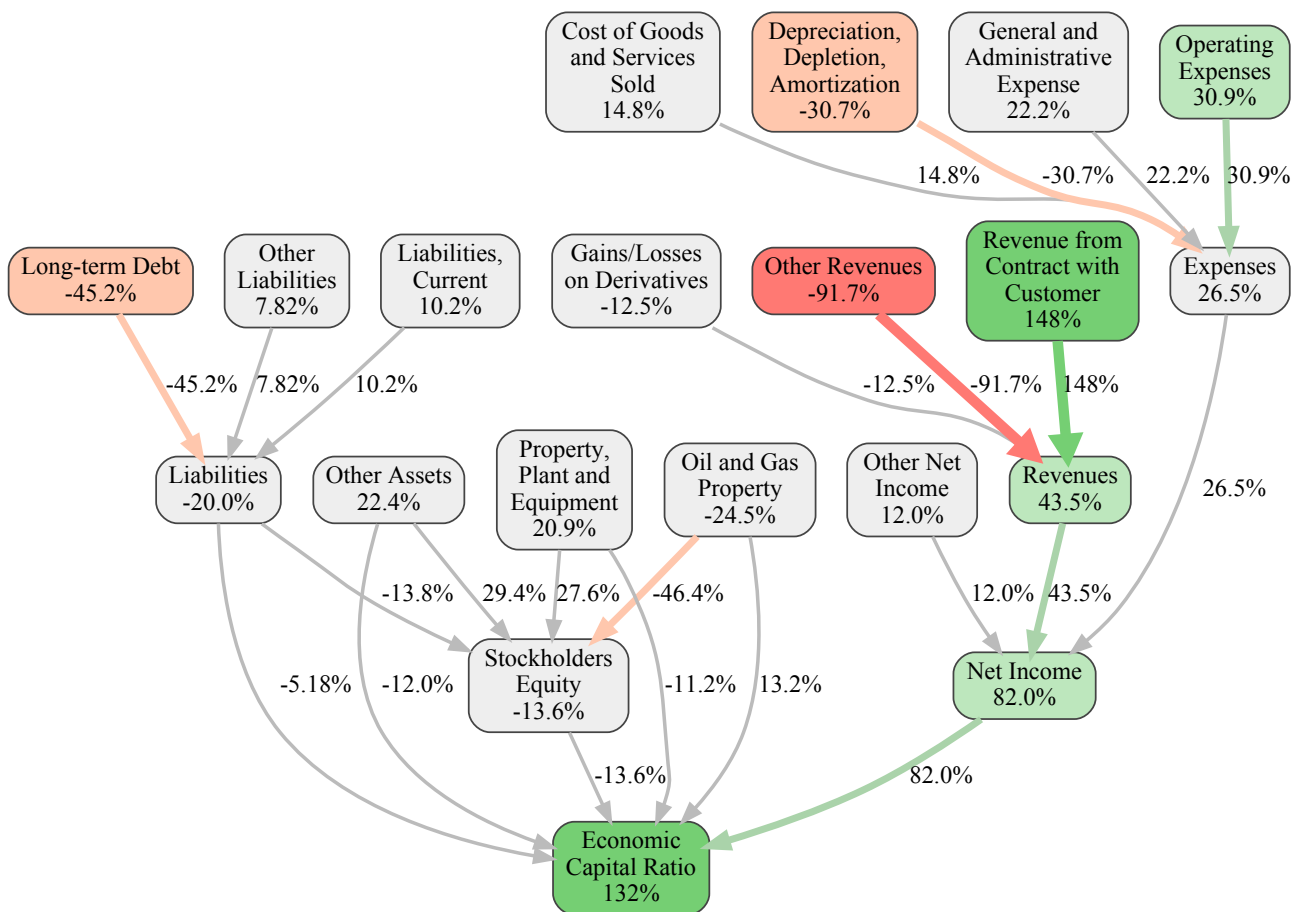 Cost of Goods
and Services
Sold
14.8%
Depreciation,
Depletion,
Amortization
-30.7%
General and
Administrative
Expense
22.2%
Operating
Expenses
30.9%
14.8%
-30.7%
22.2%
30.9%
Long-term Debt
-45.2%
Other
Liabilities
7.82%
Liabilities,
Current
10.2%
Gains/Losses
on Derivatives
-12.5%
Other Revenues
-91.7%
Revenue from
Contract with
Customer
148%
Expenses
26.5%
-45.2%
7.82%
10.2%
-12.5%
-91.7%
148%
26.5%
Liabilities
-20.0%
Other Assets
22.4%
Property,
Plant and
Equipment
20.9%
Oil and Gas
Property
-24.5%
Other Net
Income
12.0%
Revenues
43.5%
-13.8%
29.4%
27.6%
-46.4%
12.0%
43.5%
-5.18%
-12.0%
Stockholders
Equity
-13.6%
-11.2%
13.2%
Net Income
82.0%
-13.6%
82.0%
Economic
Capital Ratio
132%